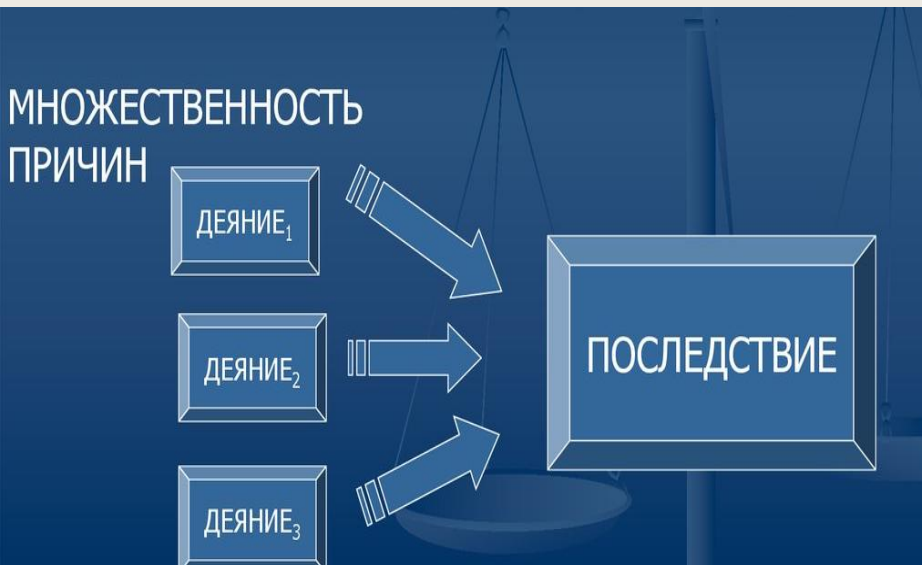 МНОЖЕСТВЕННОСТЬ
ПРИЧИН
ДЕЯНИЕ₁
ДЕЯНИЕ₂
ПОСЛЕДСТВИЕ
ДЕЯНИЕ₃